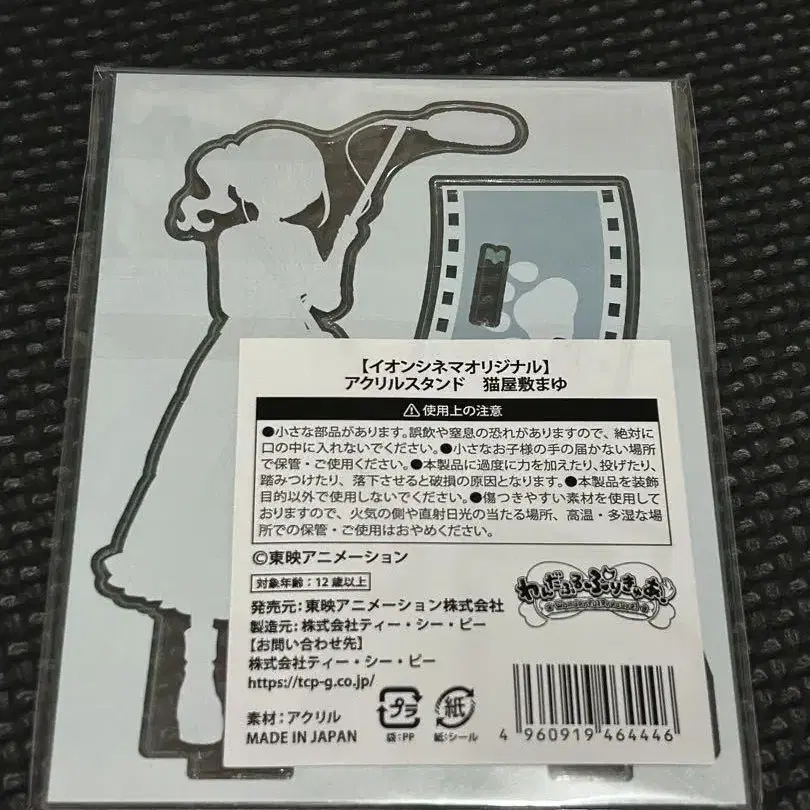 【イオンシネマオリジナル】
アクリルスタンド　猫屋敷まゆ
⚠使用上の注意
●小さな部品があります。誤飲や窒息の恐れがありますので、絶対に
口の中に入れないでください。●小さなお子様の手の届かない場所
で保管・ご使用ください。●本製品に過度に力を加えたり、投げたり、
踏みつけたり、落下させると破損の原因となります。●本製品を装飾
目的以外で使用しないでください。●傷つきやすい素材を使用して
おりますので、火気の側や直射日光の当たる場所、高温・多湿な場
所での保管・ご使用はおやめください。
©東映アニメーション
対象年齢：12歳以上
わんだふるぷりきゅあ!
Wonderful Precure!
発売元：東映アニメーション株式会社
製造元：株式会社ティー・シー・ピー
【お問い合わせ先】
株式会社ティー・シー・ピー
https://tcp-g.co.jp/
素材：アクリル
MADE IN JAPAN
プラ
袋：PP
紙
紙：シール
4 960919 464446